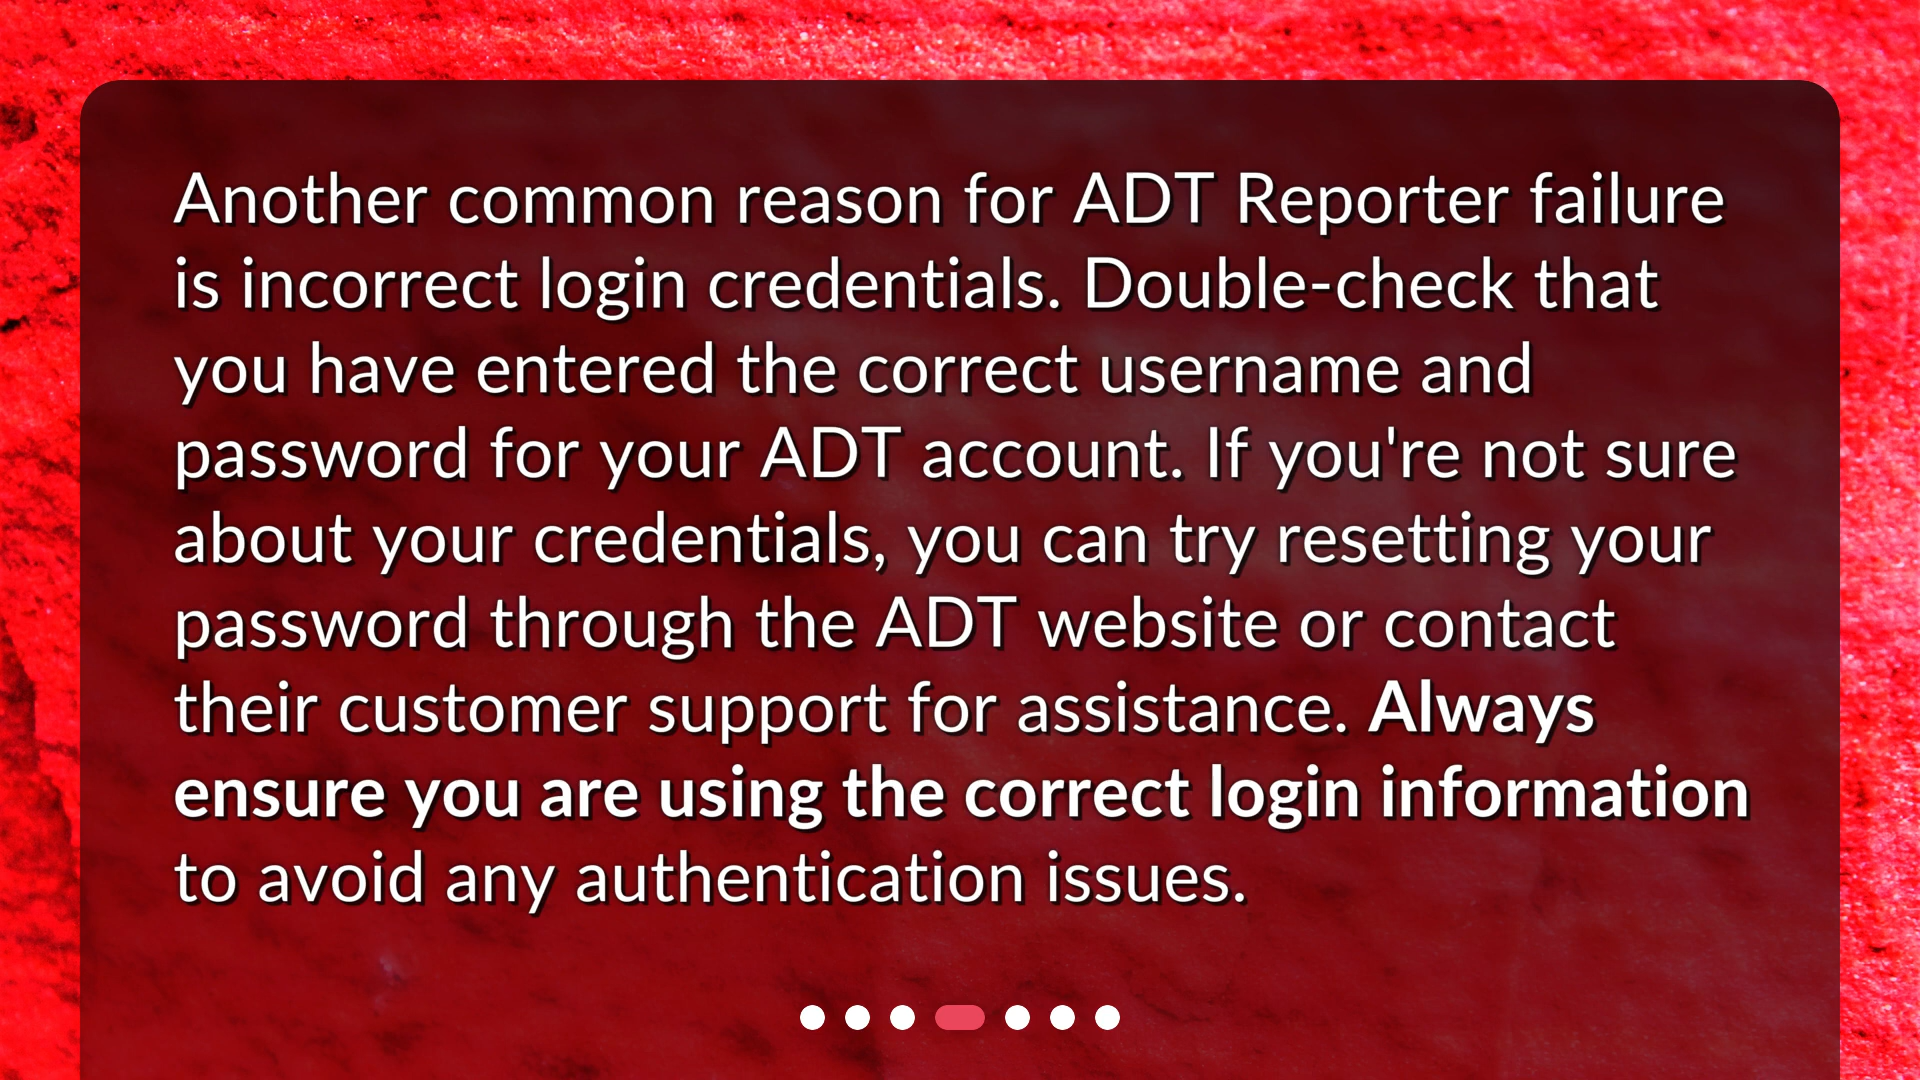 Another common reason for ADT Reporter failure
is incorrect login credentials. Double-check that
you have entered the correct username and
password for your ADT account. If you're not sure
about your credentials, you can try resetting your
password through the ADT website or contact
their customer support for assistance. Always
ensure you are using the correct login information
to avoid any authentication issues.